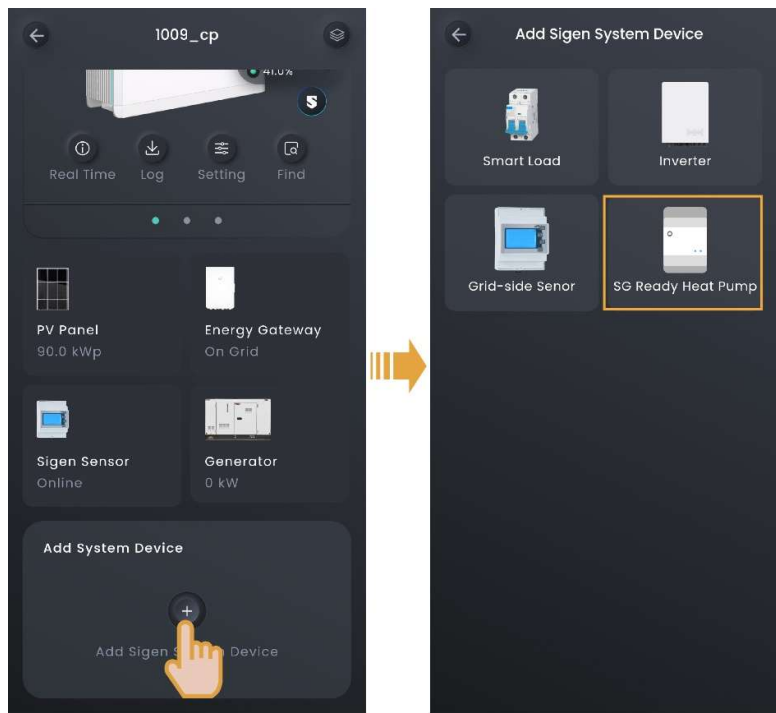 1009_cp
41.0%
S
Real Time
Log
Setting
Find
PV Panel
90.0 kWp
Energy Gateway
On Grid
Sigen Sensor
Online
Generator
0 kW
Add System Device
Add Sigen Device
Add Sigen System Device
Smart Load
Inverter
Grid-side Senor
SG Ready Heat Pump